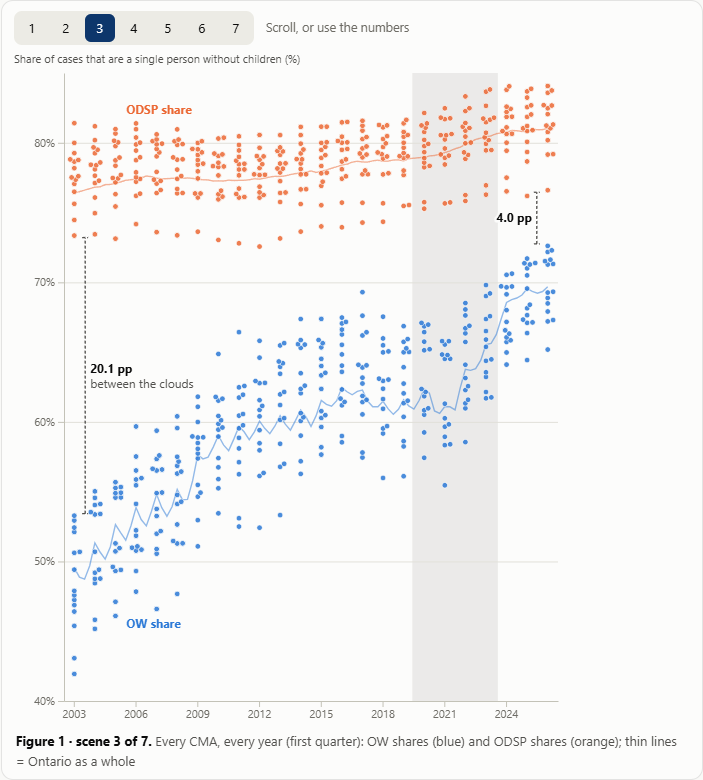 1 2 3 4 5 6 7 Scroll, or use the numbers
Share of cases that are a single person without children (%)
ODSP share
80%
4.0 pp
70%
20.1 pp
between the clouds
60%
50%
OW share
40%
2003 2006 2009 2012 2015 2018 2021 2024
Figure 1 · scene 3 of 7. Every CMA, every year (first quarter): OW shares (blue) and ODSP shares (orange); thin lines
= Ontario as a whole